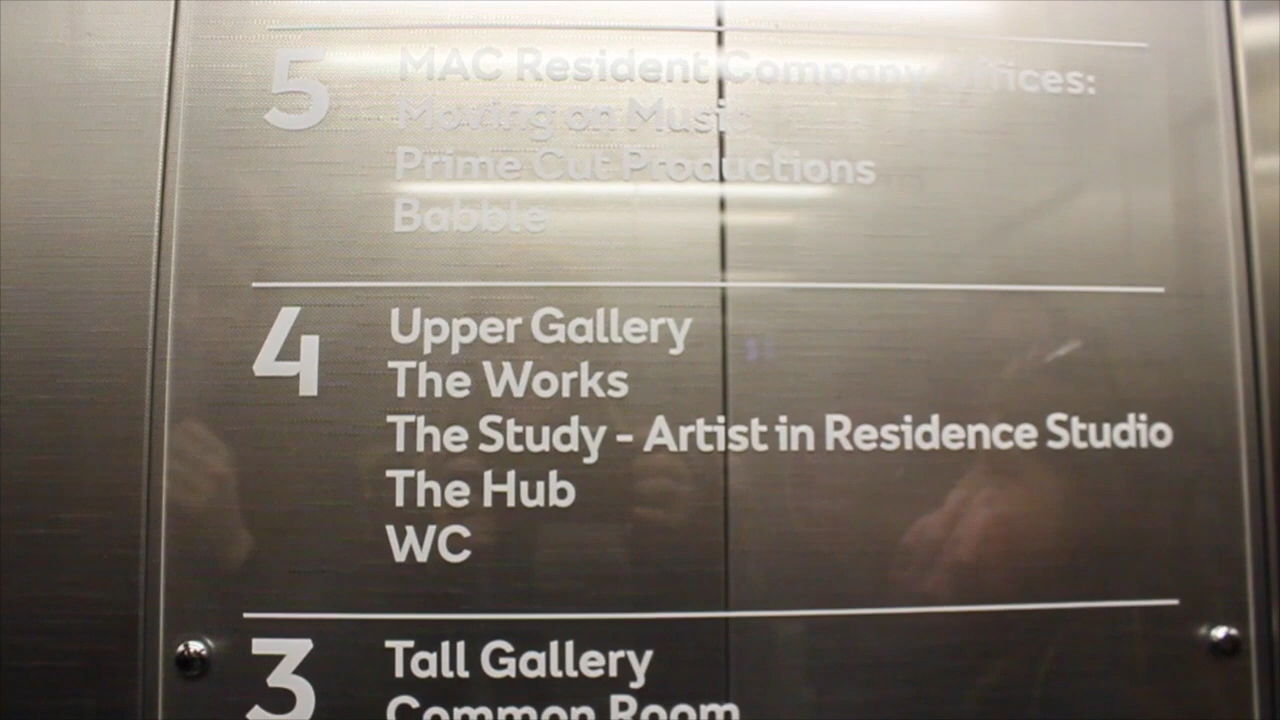 5 MAC Resident Company Offices:
Moving on Music
Prime Cut Productions
Babble
4 Upper Gallery
The Works
The Study - Artist in Residence Studio
The Hub
WC
3 Tall Gallery
Common Room